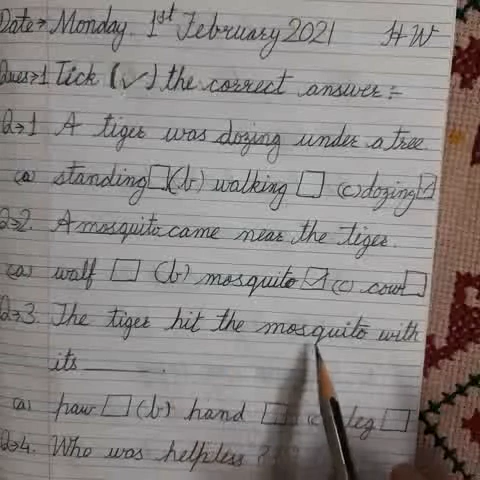 Date → Monday. 1st February 2021 H.W
Ques → 1 Tick (✓) the correct answer :-
Q → 1 A tiger was dozing under a tree.
(a) standing ☐ (b) walking ☐ (c) dozing ☑
Q → 2. A mosquito came near the tiger.
(a) walf ☐ (b) mosquito ☑ (c) cow ☐
Q → 3. The tiger hit the mosquito with
its ______.
(a) paw ☐ (b) hand ☐ (c) leg ☐
Q → 4. Who was helpless ?